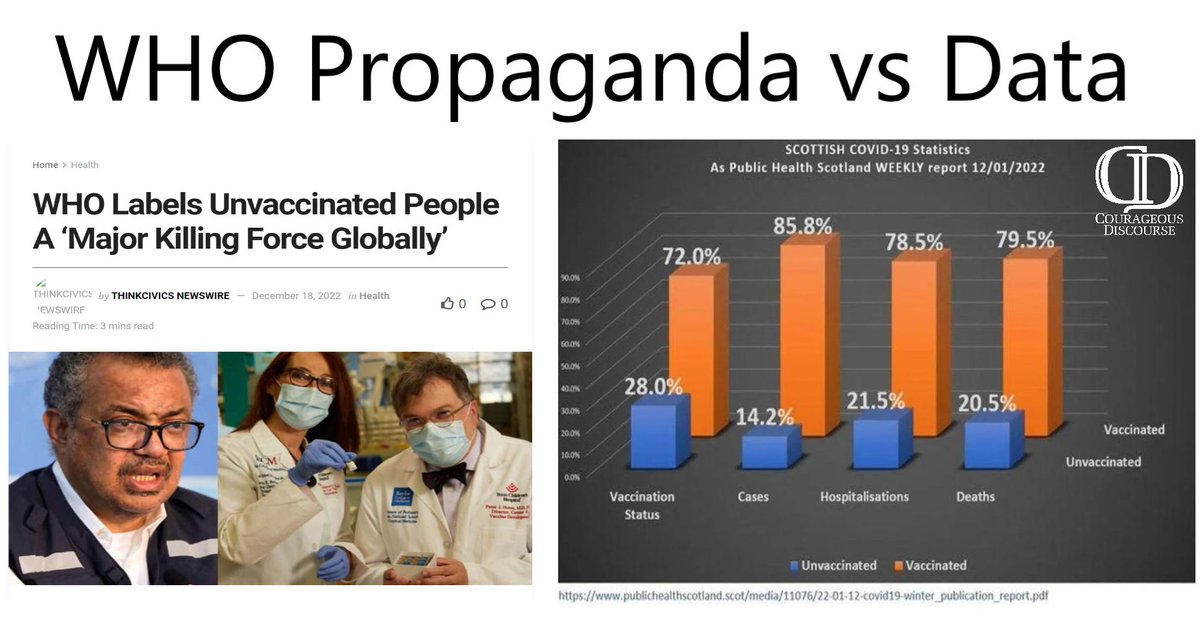 WHO Propaganda vs Data
Home > Health
WHO Labels Unvaccinated People
A ‘Major Killing Force Globally’
THINKCIVICS
by THINKCIVICS NEWSWIRE — December 18, 2022 in Health
0 0
Reading Time: 3 mins read
SCOTTISH COVID-19 Statistics
As Public Health Scotland WEEKLY report 12/01/2022
COURAGEOUS
DISCOURSE
90.0%
80.0%
70.0%
60.0%
50.0%
40.0%
30.0%
20.0%
10.0%
0.0%
72.0%
85.8%
78.5%
79.5%
28.0%
14.2%
21.5%
20.5%
Vaccinated
Unvaccinated
Vaccination
Status
Cases
Hospitalisations
Deaths
Unvaccinated Vaccinated
https://www.publichealthscotland.scot/media/11076/22-01-12-covid19-winter_publication_report.pdf